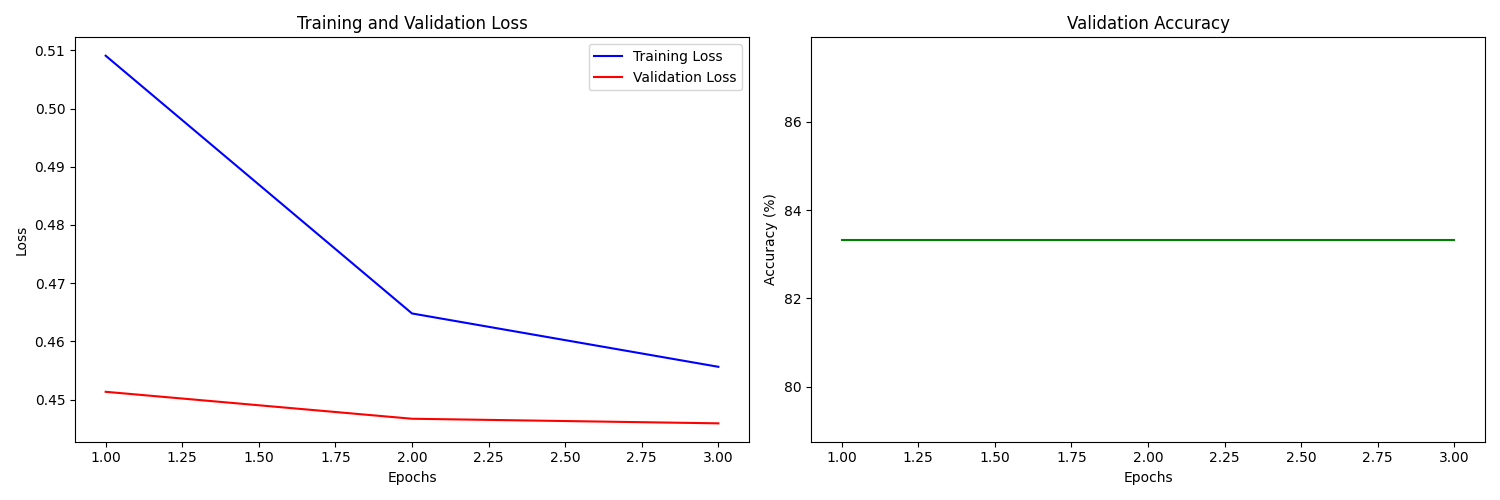 Training and Validation Loss
Training Loss
Validation Loss
0.51
0.50
0.49
0.48
0.47
0.46
0.45
Loss
1.00 1.25 1.50 1.75 2.00 2.25 2.50 2.75 3.00
Epochs
Validation Accuracy
86
84
82
80
Accuracy (%)
1.00 1.25 1.50 1.75 2.00 2.25 2.50 2.75 3.00
Epochs